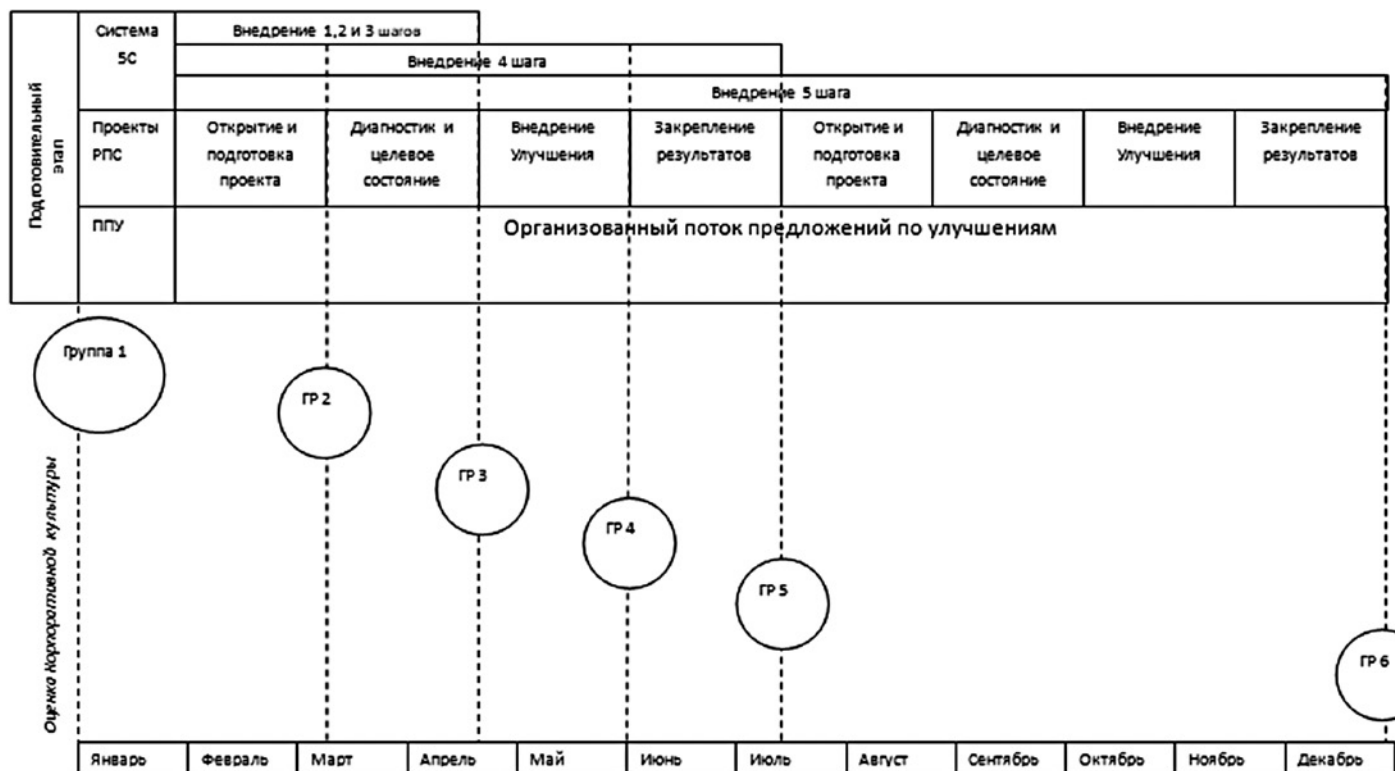 Подготовительный
этап
Система
5С
Внедрение 1,2 и 3 шагов
Внедрение 4 шага
Внедрение 5 шага
Проекты
РПС
Открытие и
подготовка
проекта
Диагностик и
целевое
состояние
Внедрение
Улучшения
Закрепление
результатов
Открытие и
подготовка
проекта
Диагностик и
целевое
состояние
Внедрение
Улучшения
Закрепление
результатов
ППУ
Организованный поток предложений по улучшениям
Группа 1
ГР 2
ГР 3
ГР 4
ГР 5
ГР 6
Оценка Корпоративной культуры
Январь
Февраль
Март
Апрель
Май
Июнь
Июль
Август
Сентябрь
Октябрь
Ноябрь
Декабрь